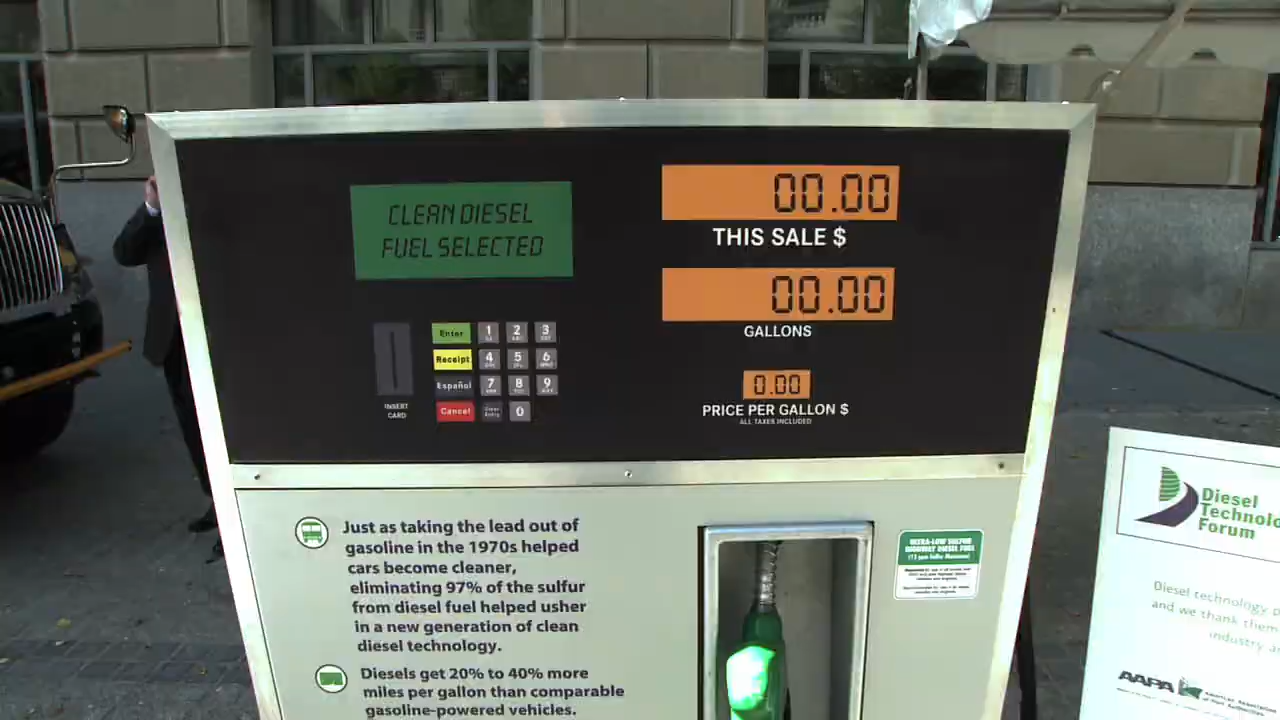 CLEAN DIESEL
FUEL SELECTED
00.00
THIS SALE $
00.00
GALLONS
0.00
PRICE PER GALLON $
ALL TAXES INCLUDED
INSERT
CARD
Enter 1 2 3
Receipt 4 5 6
Español 7 8 9
Cancel 0
Just as taking the lead out of
gasoline in the 1970s helped
cars become cleaner,
eliminating 97% of the sulfur
from diesel fuel helped usher
in a new generation of clean
diesel technology.
Diesels get 20% to 40% more
miles per gallon than comparable
gasoline-powered vehicles.
ULTRA-LOW SULFUR
HIGHWAY DIESEL FUEL
(15 ppm Sulfur Maximum)
Diesel
Technolo
Forum
Diesel technology
and we thank them
industry
AAPA